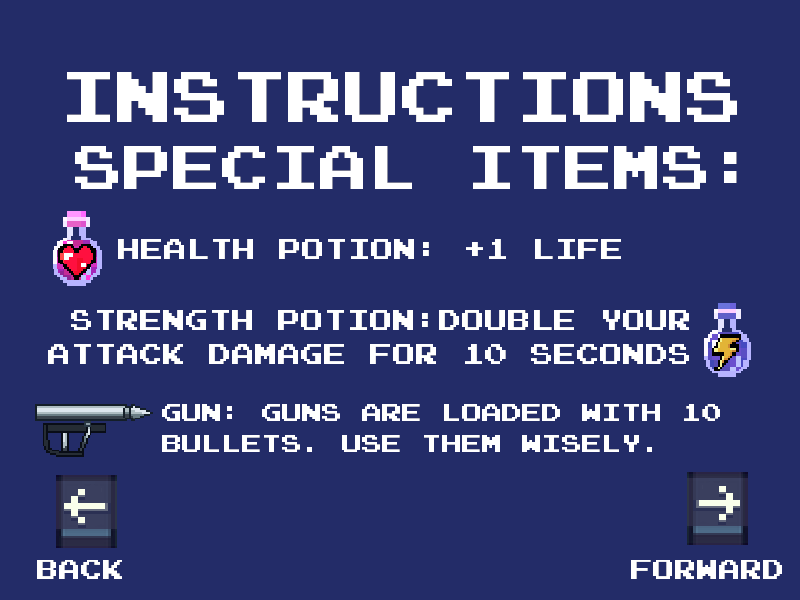 INSTRUCTIONS
SPECIAL ITEMS:
HEALTH POTION: +1 LIFE
STRENGTH POTION:DOUBLE YOUR
ATTACK DAMAGE FOR 10 SECONDS
GUN: GUNS ARE LOADED WITH 10
BULLETS. USE THEM WISELY.
BACK
FORWARD